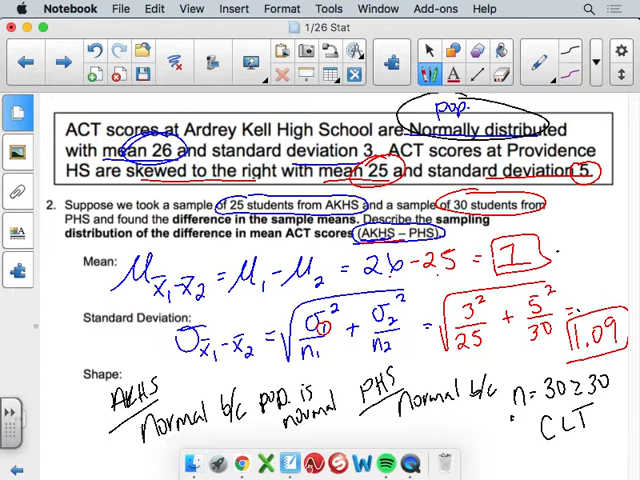 Notebook File Edit View Insert Format Tools Window Add-ons Help
1/26 Stat
pop.
ACT scores at Ardrey Kell High School are Normally distributed
with mean 26 and standard deviation 3. ACT scores at Providence
HS are skewed to the right with mean 25 and standard deviation 5.
2. Suppose we took a sample of 25 students from AKHS and a sample of 30 students from
PHS and found the difference in the sample means. Describe the sampling
distribution of the difference in mean ACT scores (AKHS – PHS).
Mean: μx̄₁-x̄₂ = μ₁ - μ₂ = 26 - 25 = 1
Standard Deviation: σx̄₁-x̄₂ = √(σ₁²/n₁ + σ₂²/n₂) = √(3²/25 + 5²/30) = 1.09
Shape:
AKHS normal b/c pop. is normal PHS normal b/c n = 30 ≥ 30
CLT